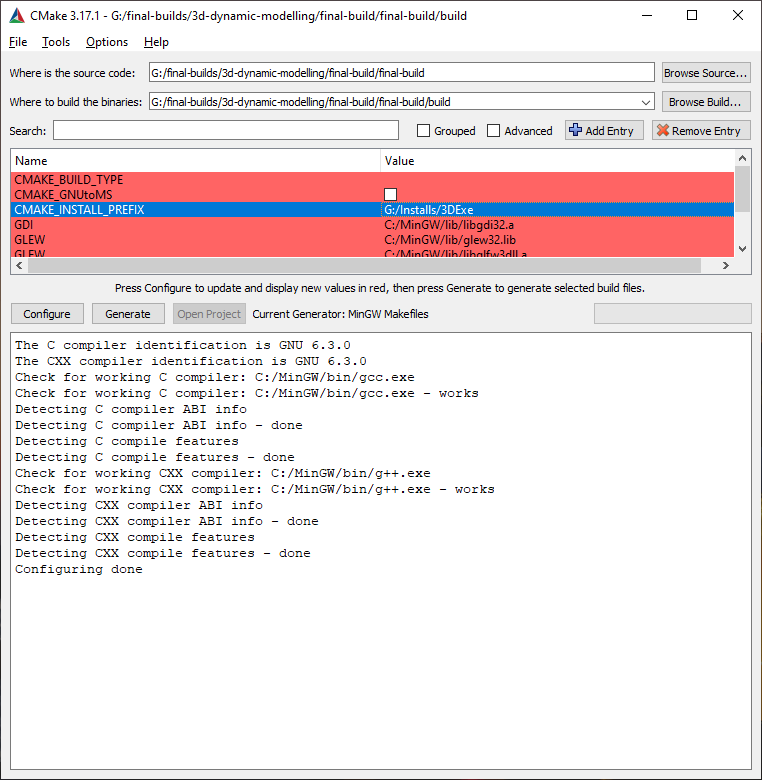 CMake 3.17.1 - G:/final-builds/3d-dynamic-modelling/final-build/final-build/build
File Tools Options Help
Where is the source code: G:/final-builds/3d-dynamic-modelling/final-build/final-build Browse Source...
Where to build the binaries: G:/final-builds/3d-dynamic-modelling/final-build/final-build/build Browse Build...
Search: Grouped Advanced Add Entry Remove Entry
Name Value
CMAKE_BUILD_TYPE
CMAKE_GNUtoMS
CMAKE_INSTALL_PREFIX G:/Installs/3DExe
GDI C:/MinGW/lib/libgdi32.a
GLEW C:/MinGW/lib/glew32.lib
GLFW C:/MinGW/lib/libglfw3dll.a
Press Configure to update and display new values in red, then press Generate to generate selected build files.
Configure Generate Open Project Current Generator: MinGW Makefiles
The C compiler identification is GNU 6.3.0
The CXX compiler identification is GNU 6.3.0
Check for working C compiler: C:/MinGW/bin/gcc.exe
Check for working C compiler: C:/MinGW/bin/gcc.exe - works
Detecting C compiler ABI info
Detecting C compiler ABI info - done
Detecting C compile features
Detecting C compile features - done
Check for working CXX compiler: C:/MinGW/bin/g++.exe
Check for working CXX compiler: C:/MinGW/bin/g++.exe - works
Detecting CXX compiler ABI info
Detecting CXX compiler ABI info - done
Detecting CXX compile features
Detecting CXX compile features - done
Configuring done